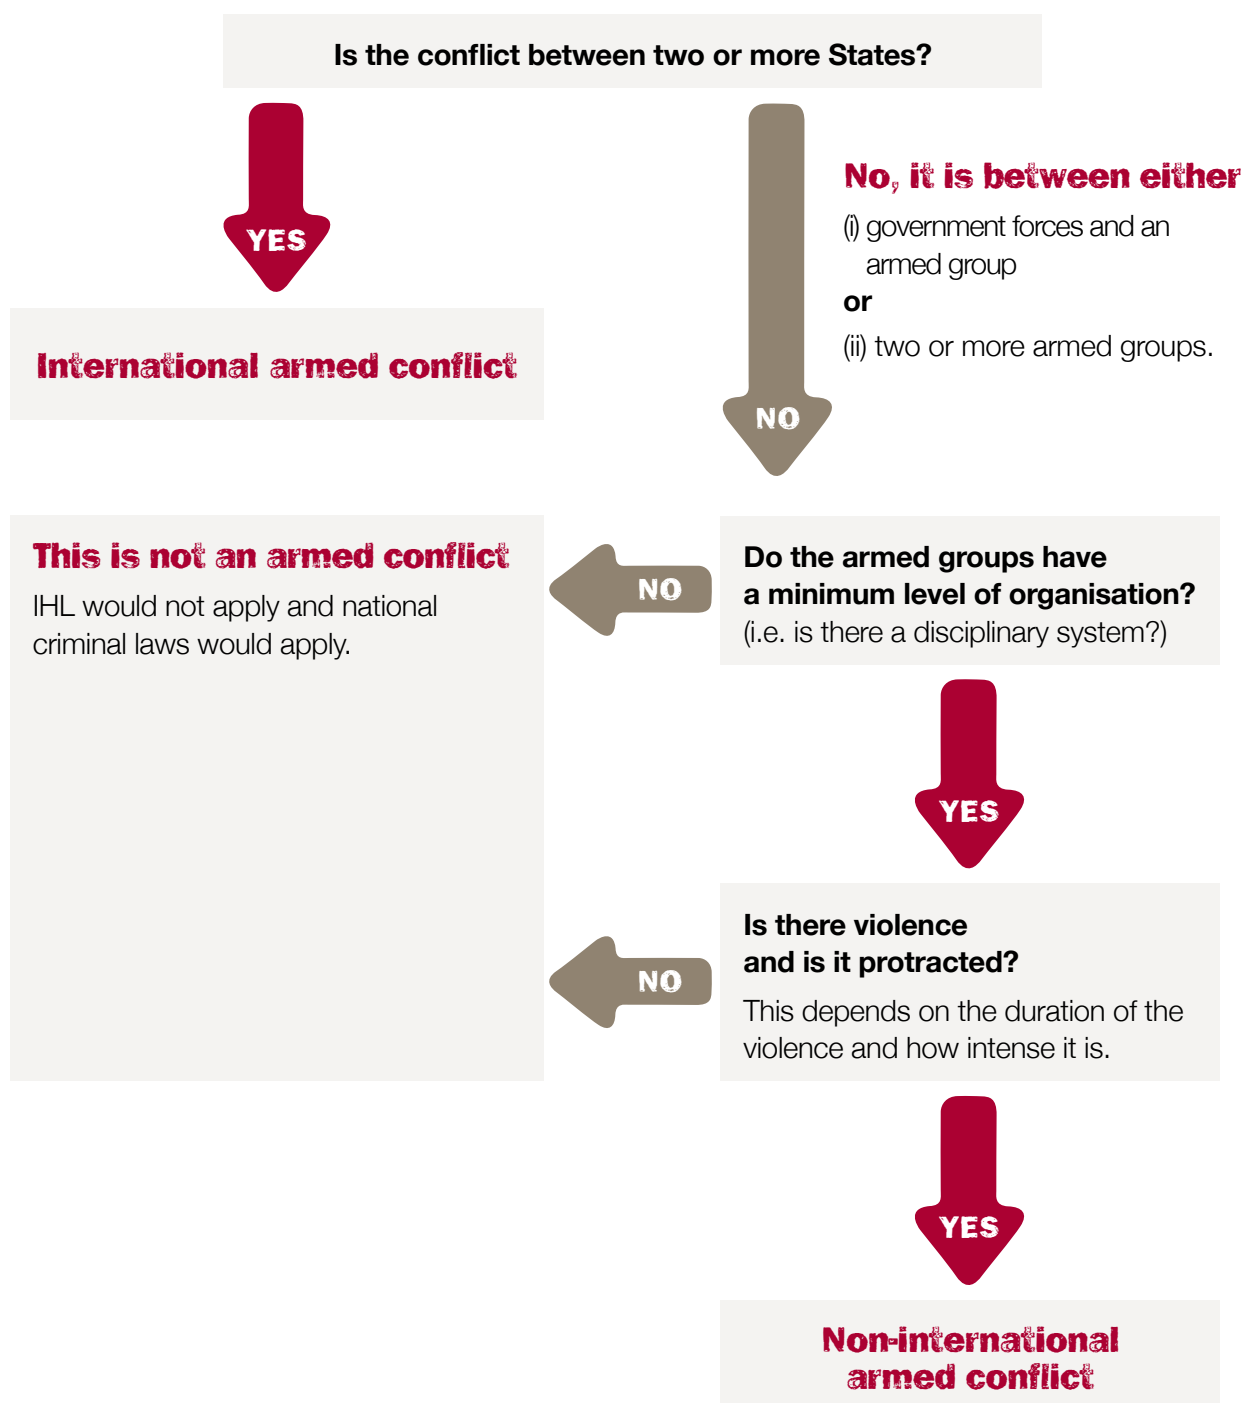 Is the conflict between two or more States?
YES
No, it is between either
(i) government forces and an
armed group
or
(ii) two or more armed groups.
NO
International armed conflict
This is not an armed conflict
IHL would not apply and national
criminal laws would apply.
NO
Do the armed groups have
a minimum level of organisation?
(i.e. is there a disciplinary system?)
YES
NO
Is there violence
and is it protracted?
This depends on the duration of the
violence and how intense it is.
YES
Non-international
armed conflict